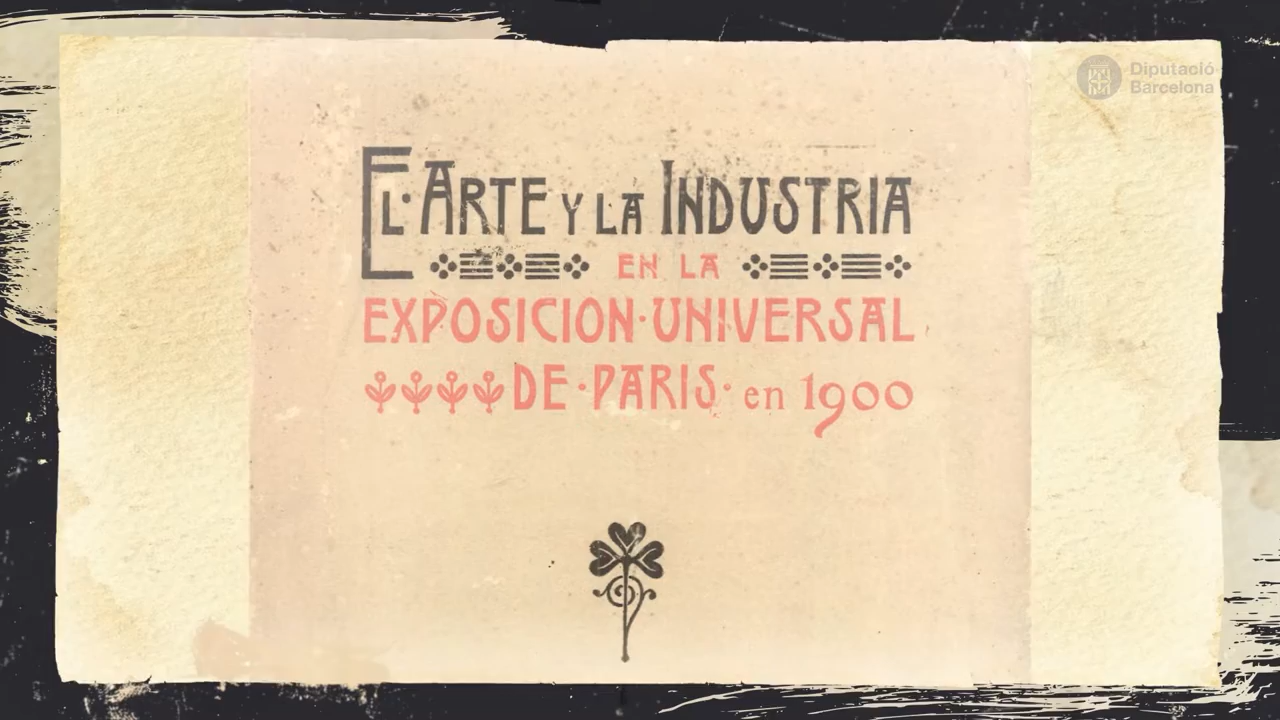 Diputació
Barcelona
EL·ARTE Y LA INDUSTRIA
EN LA
EXPOSICION·UNIVERSAL
DE·PARIS·en 1900